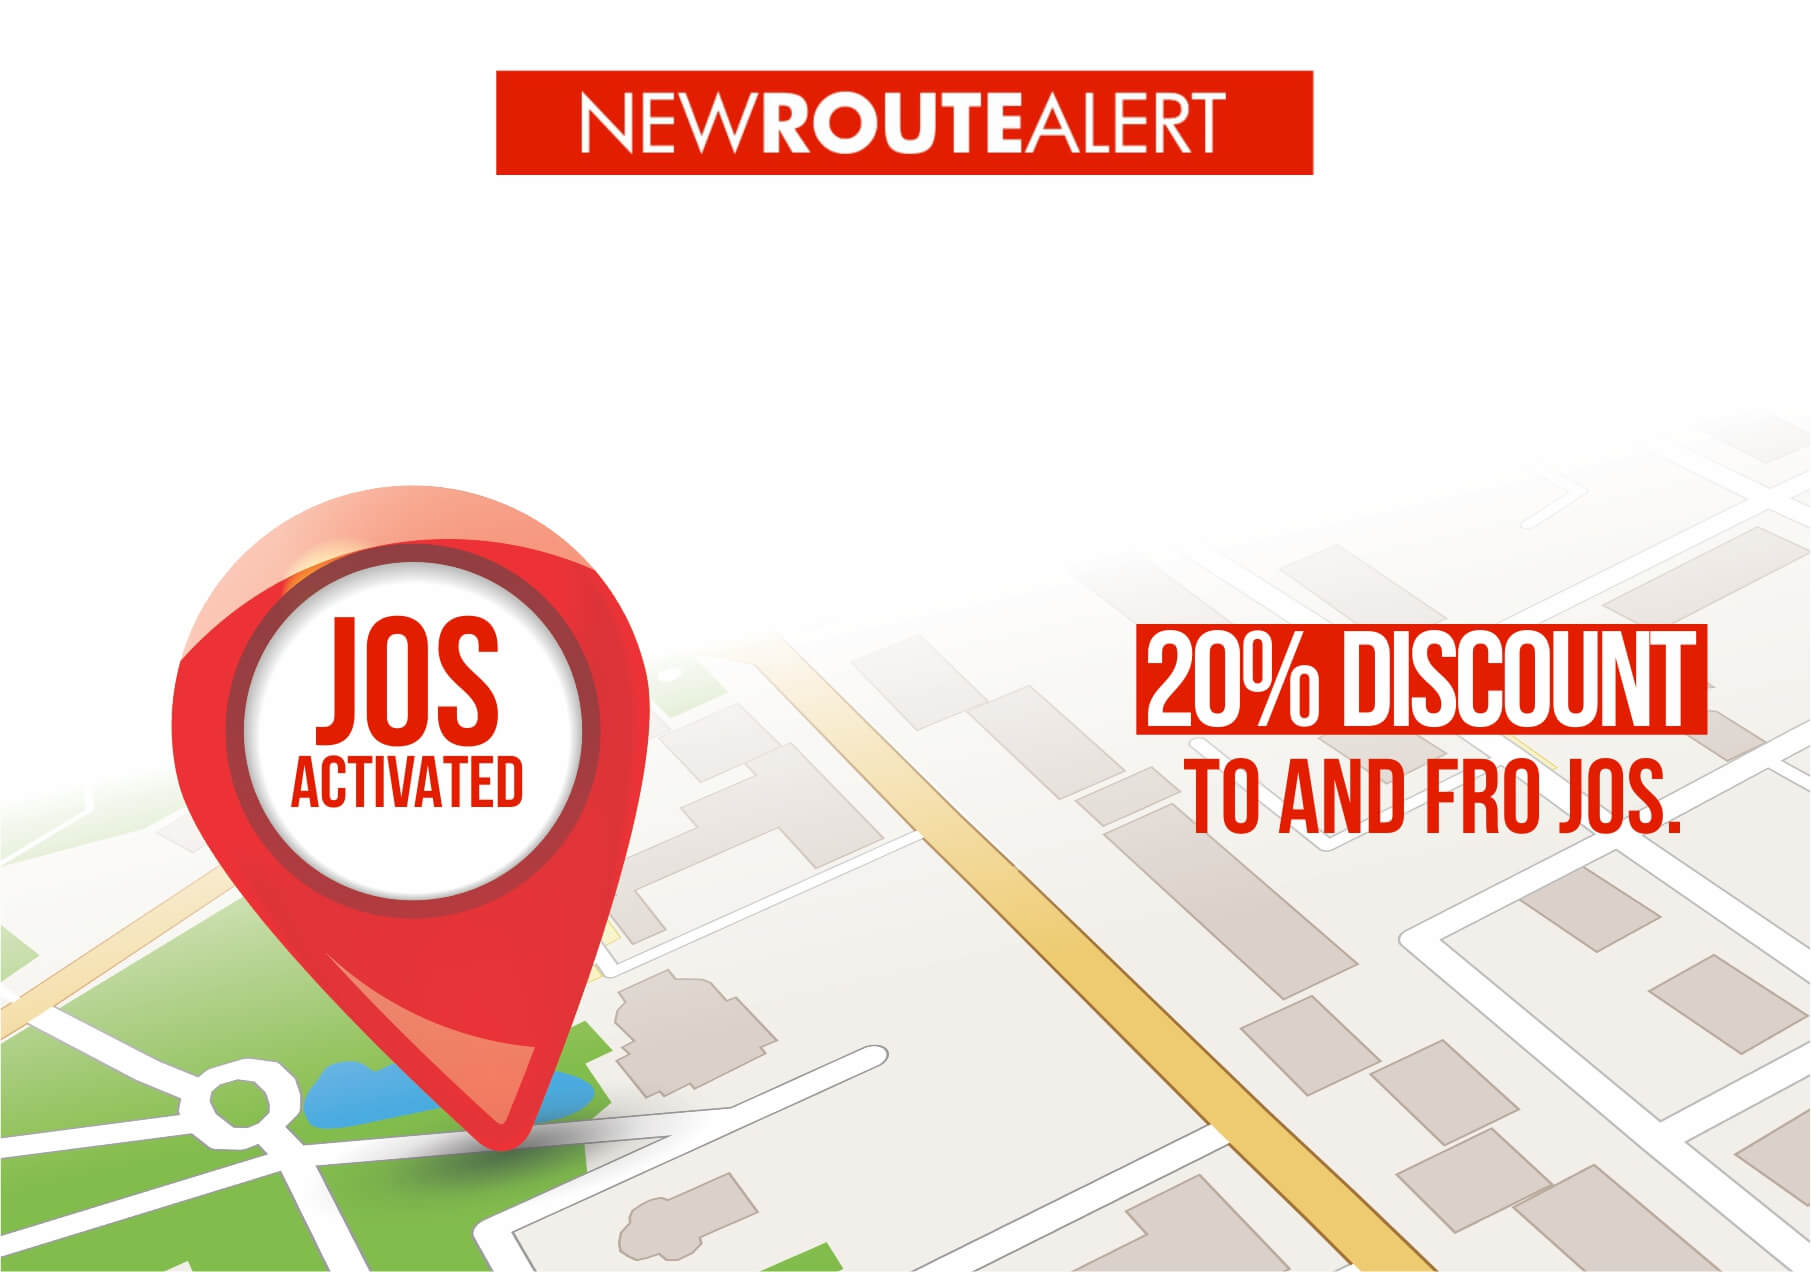 NEWROUTEALERT
JOS
ACTIVATED
20% DISCOUNT
TO AND FRO JOS.